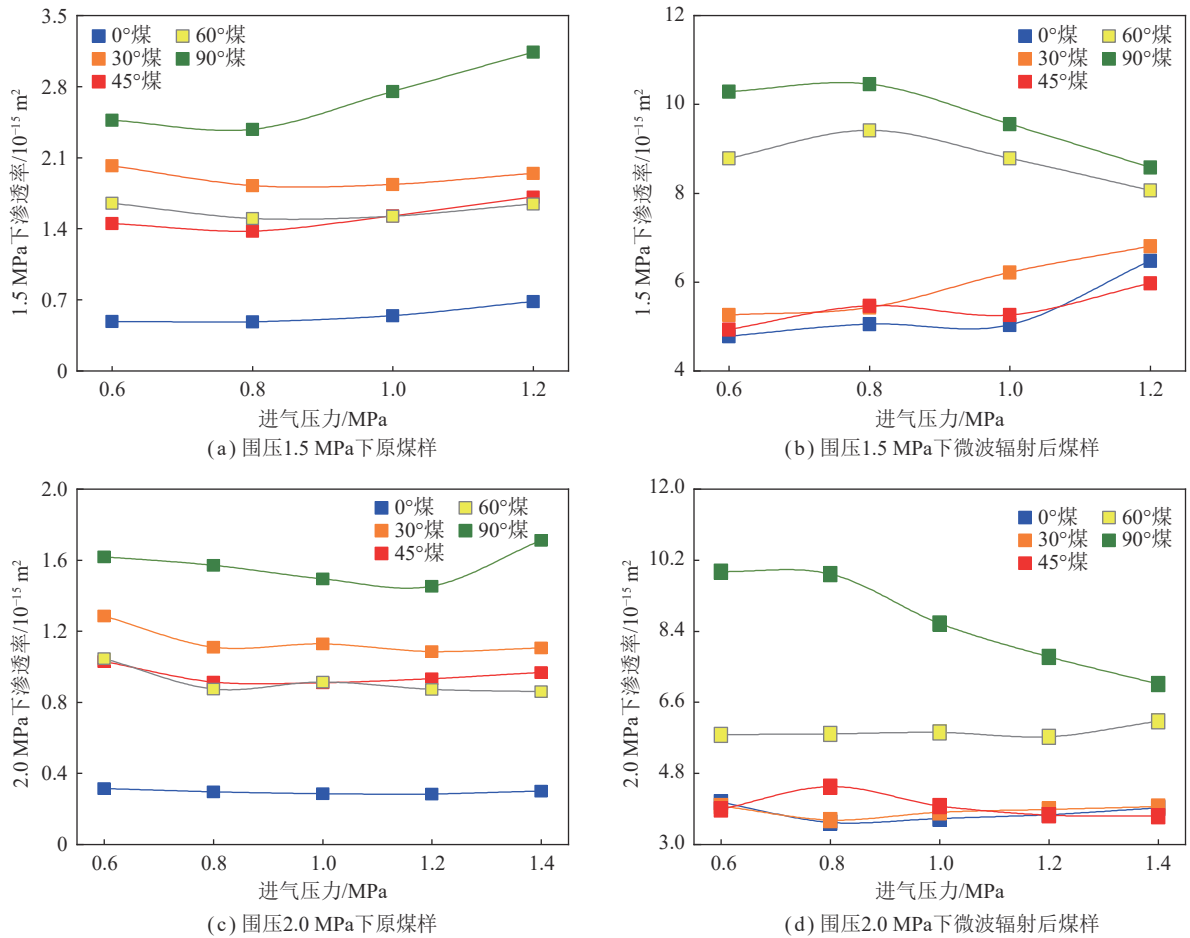 3.5
2.8
2.1
1.4
0.7
0
1.5 MPa下渗透率/10⁻¹⁵ m²
0°煤
30°煤
45°煤
60°煤
90°煤
0.6 0.8 1.0 1.2
进气压力/MPa
(a) 围压1.5 MPa下原煤样
12
10
8
6
4
1.5 MPa下渗透率/10⁻¹⁵ m²
0°煤
30°煤
45°煤
60°煤
90°煤
0.6 0.8 1.0 1.2
进气压力/MPa
(b) 围压1.5 MPa下微波辐射后煤样
2.0
1.6
1.2
0.8
0.4
0
2.0 MPa下渗透率/10⁻¹⁵ m²
0°煤
30°煤
45°煤
60°煤
90°煤
0.6 0.8 1.0 1.2 1.4
进气压力/MPa
(c) 围压2.0 MPa下原煤样
12.0
10.2
8.4
6.6
4.8
3.0
2.0 MPa下渗透率/10⁻¹⁵ m²
0°煤
30°煤
45°煤
60°煤
90°煤
0.6 0.8 1.0 1.2 1.4
进气压力/MPa
(d) 围压2.0 MPa下微波辐射后煤样